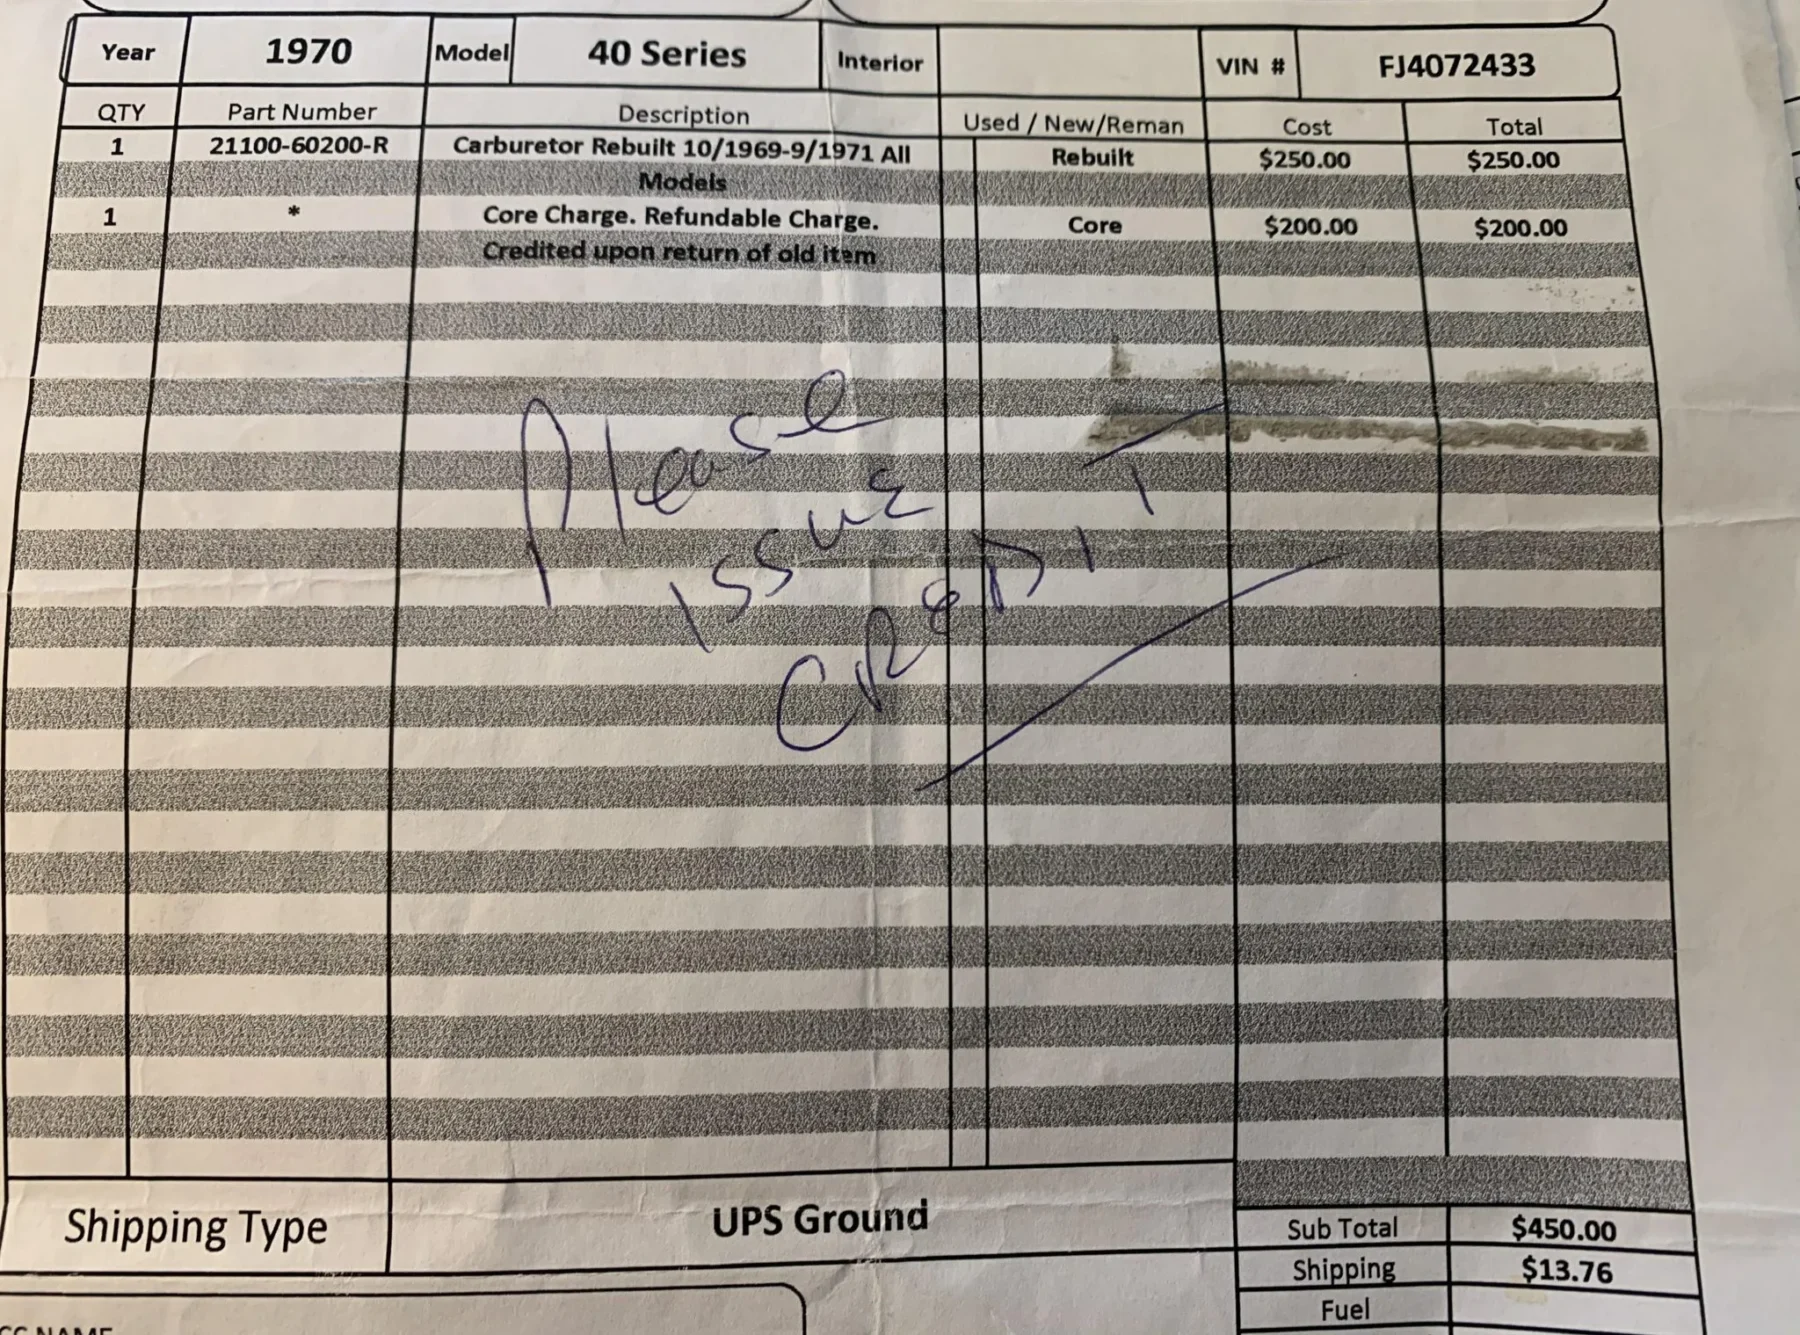 Year 1970 Model 40 Series Interior VIN # FJ4072433
QTY Part Number Description Used / New/Reman Cost Total
1 21100-60200-R Carburetor Rebuilt 10/1969-9/1971 All Rebuilt $250.00 $250.00
Models
1 * Core Charge. Refundable Charge. Core $200.00 $200.00
Credited upon return of old item
Please
issue
CReDIT
Shipping Type UPS Ground
Sub Total $450.00
Shipping $13.76
Fuel